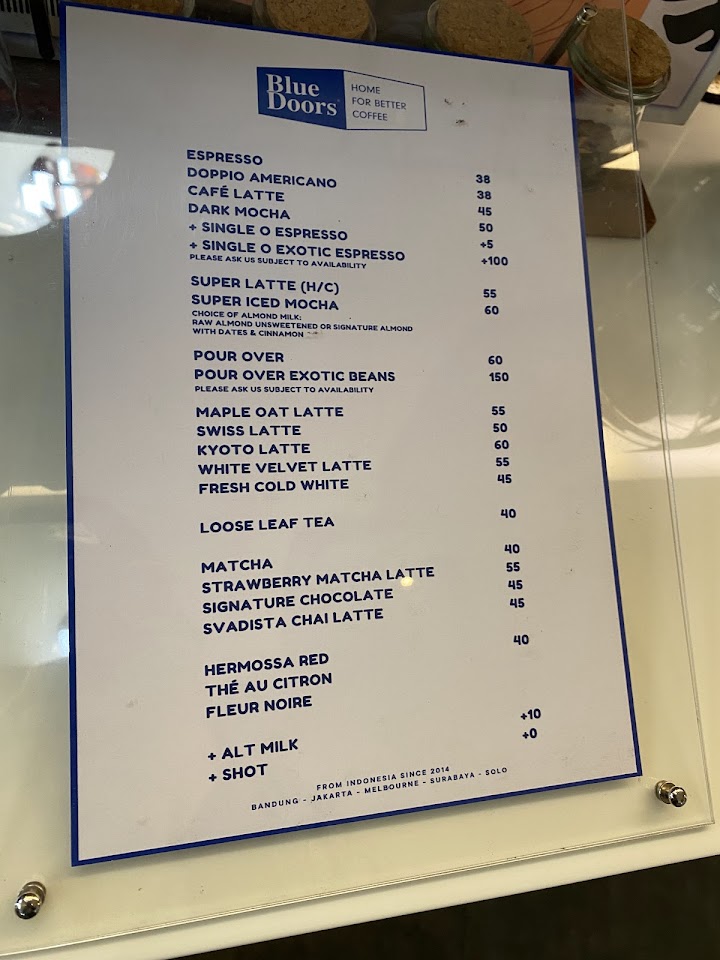 Blue Doors
HOME
FOR BETTER
COFFEE
ESPRESSO 38
DOPPIO AMERICANO 38
CAFÉ LATTE 45
DARK MOCHA 50
+ SINGLE O ESPRESSO +5
+ SINGLE O EXOTIC ESPRESSO +100
PLEASE ASK US SUBJECT TO AVAILABILITY
SUPER LATTE (H/C) 55
SUPER ICED MOCHA 60
CHOICE OF ALMOND MILK:
RAW ALMOND UNSWEETENED OR SIGNATURE ALMOND
WITH DATES & CINNAMON
POUR OVER 60
POUR OVER EXOTIC BEANS 150
PLEASE ASK US SUBJECT TO AVAILABILITY
MAPLE OAT LATTE 55
SWISS LATTE 50
KYOTO LATTE 60
WHITE VELVET LATTE 55
FRESH COLD WHITE 45
LOOSE LEAF TEA 40
MATCHA 40
STRAWBERRY MATCHA LATTE 55
SIGNATURE CHOCOLATE 45
SVADISTA CHAI LATTE 45
HERMOSSA RED 40
THÉ AU CITRON
FLEUR NOIRE
+ ALT MILK +10
+ SHOT +0
FROM INDONESIA SINCE 2014
BANDUNG - JAKARTA - MELBOURNE - SURABAYA - SOLO